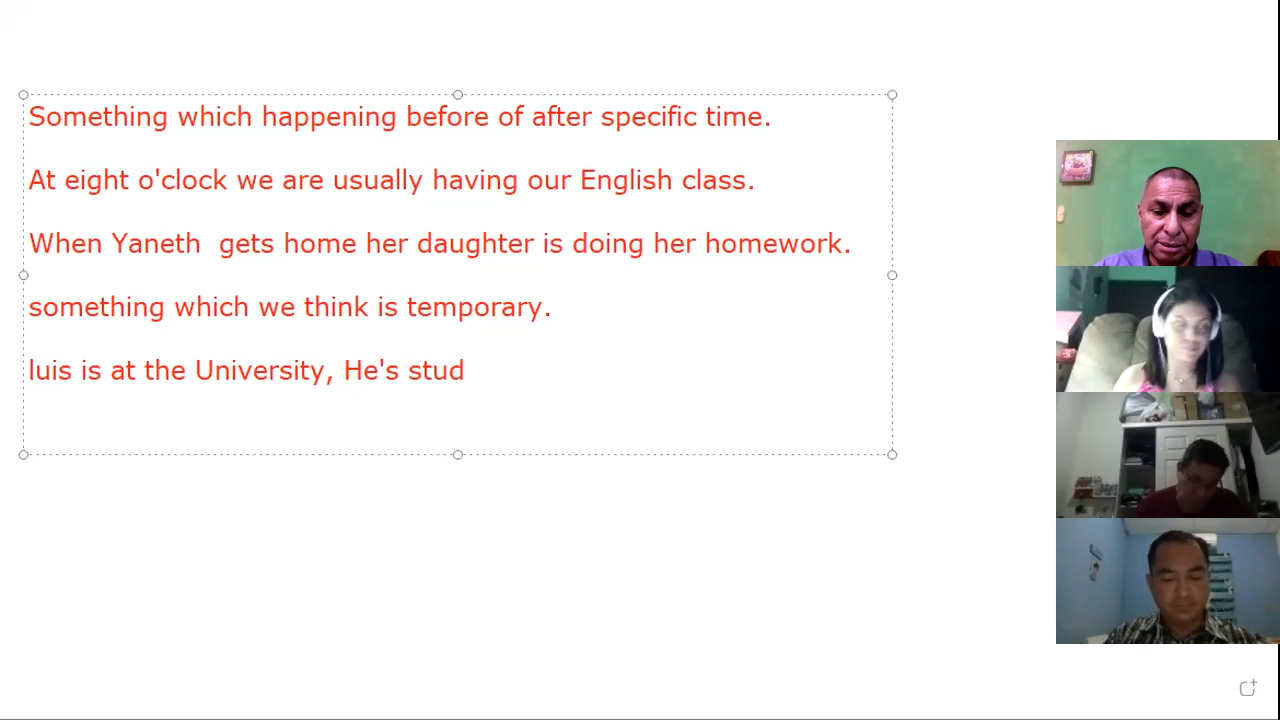 Something which happening before of after specific time.
At eight o'clock we are usually having our English class.
When Yaneth  gets home her daughter is doing her homework.
something which we think is temporary.
luis is at the University, He's stud